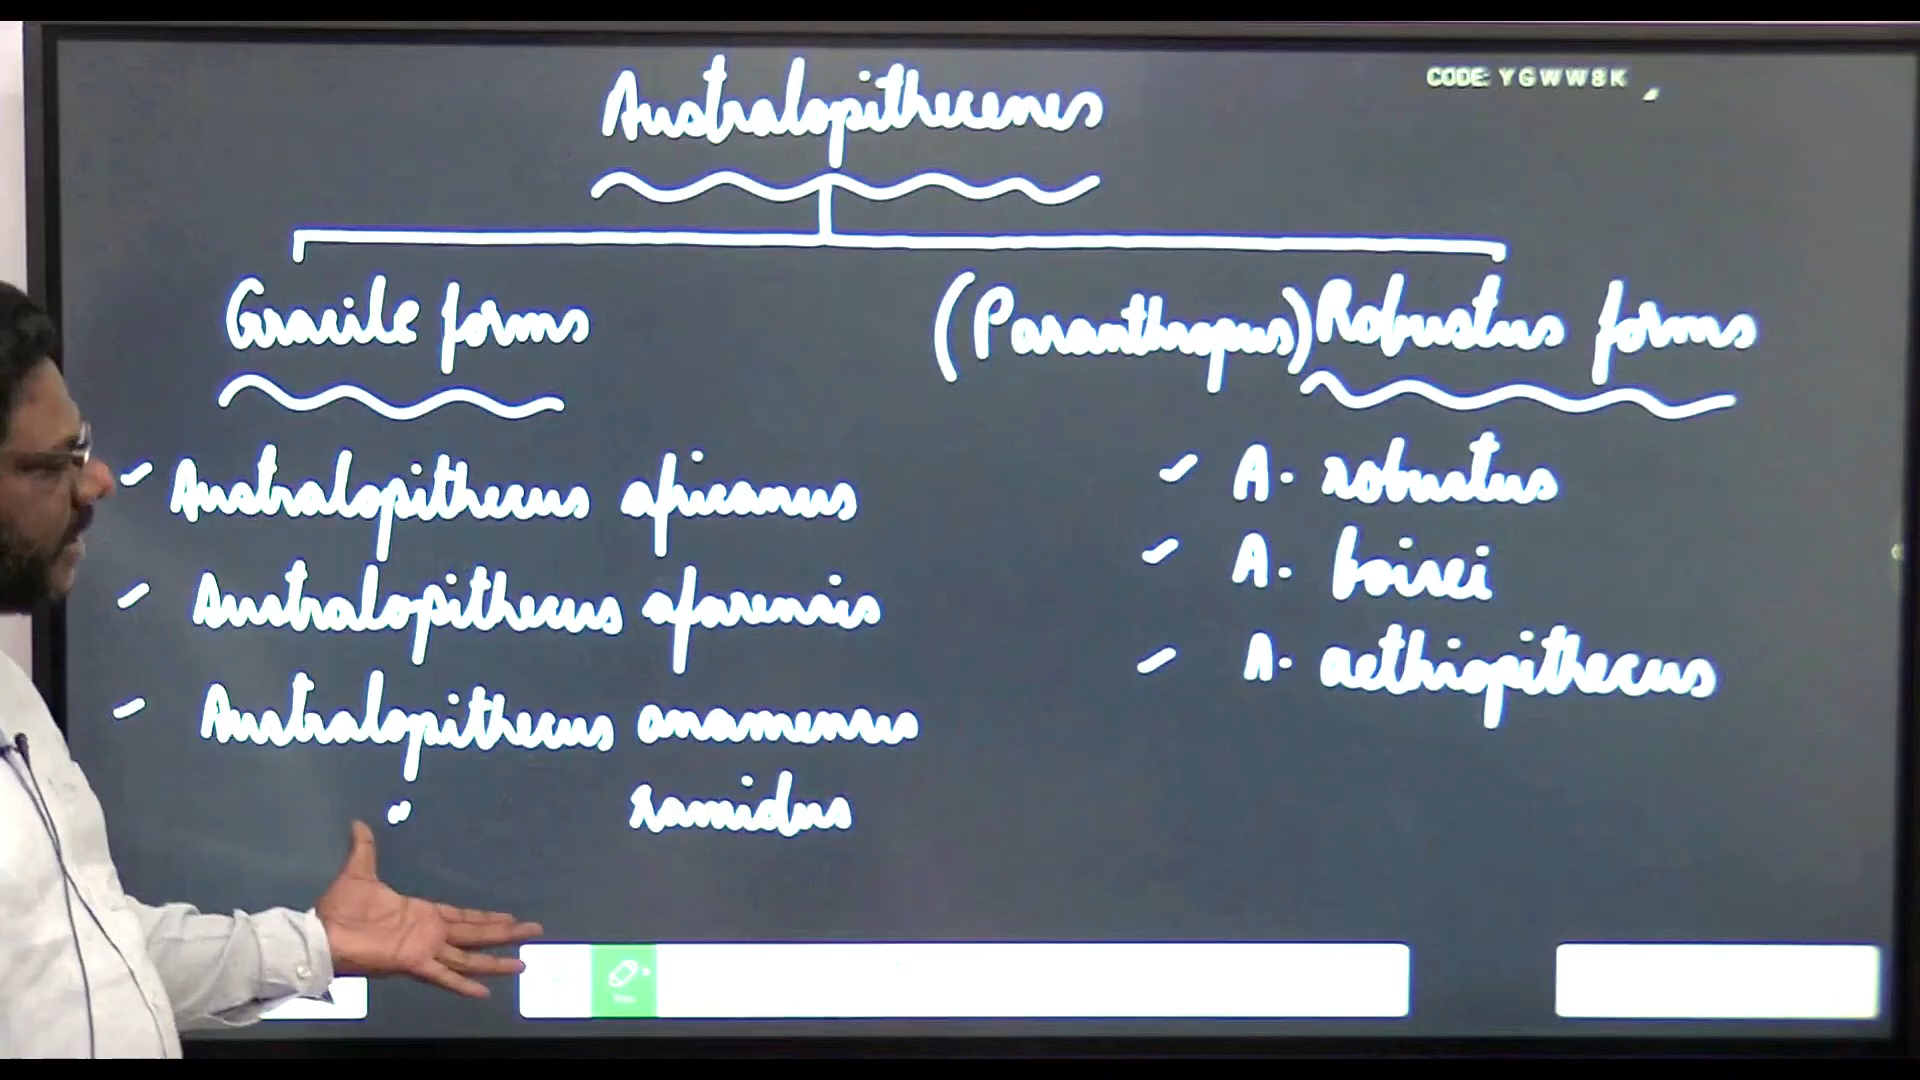 CODE: YGWW8K
Australopithecenes
Gracile forms
(Paranthropus) Robustus forms
Australopithecus africanus
Australopithecus afarensis
Australopithecus anamensis
" ramidus
A. robustus
A. boisei
A. aethiopithecus